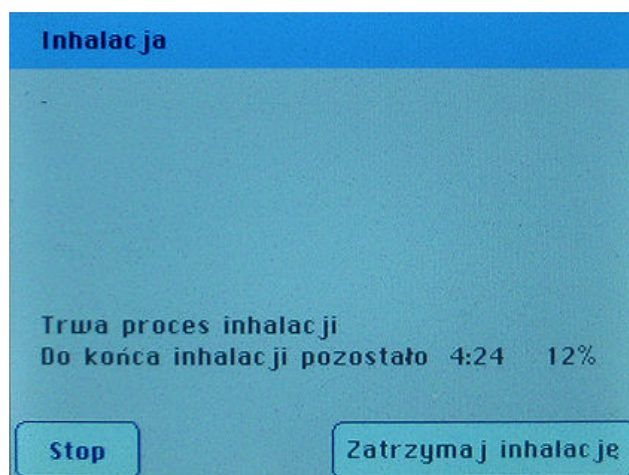 Inhalacja
-
Trwa proces inhalacji
Do końca inhalacji pozostało 4:24 12%
Stop
Zatrzymaj inhalację